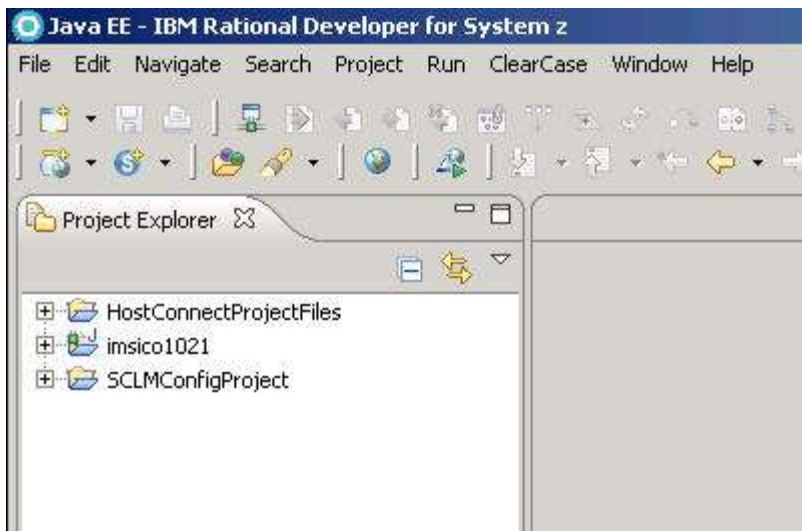 Java EE - IBM Rational Developer for System z
File Edit Navigate Search Project Run ClearCase Window Help
Project Explorer
HostConnectProjectFiles
imsico1021
SCLMConfigProject